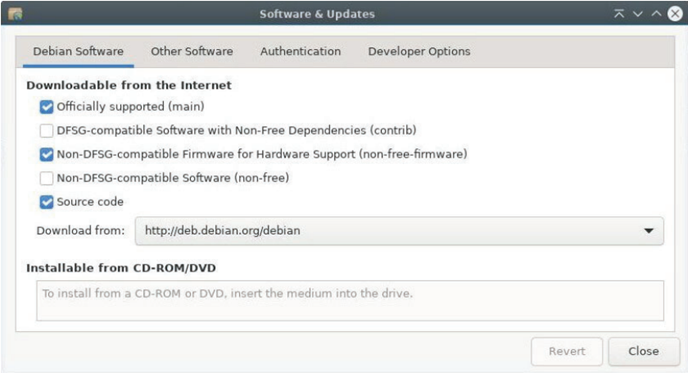 Software & Updates
Debian Software Other Software Authentication Developer Options
Downloadable from the Internet
Officially supported (main)
DFSG-compatible Software with Non-Free Dependencies (contrib)
Non-DFSG-compatible Firmware for Hardware Support (non-free-firmware)
Non-DFSG-compatible Software (non-free)
Source code
Download from: http://deb.debian.org/debian
Installable from CD-ROM/DVD
To install from a CD-ROM or DVD, insert the medium into the drive.
Revert Close